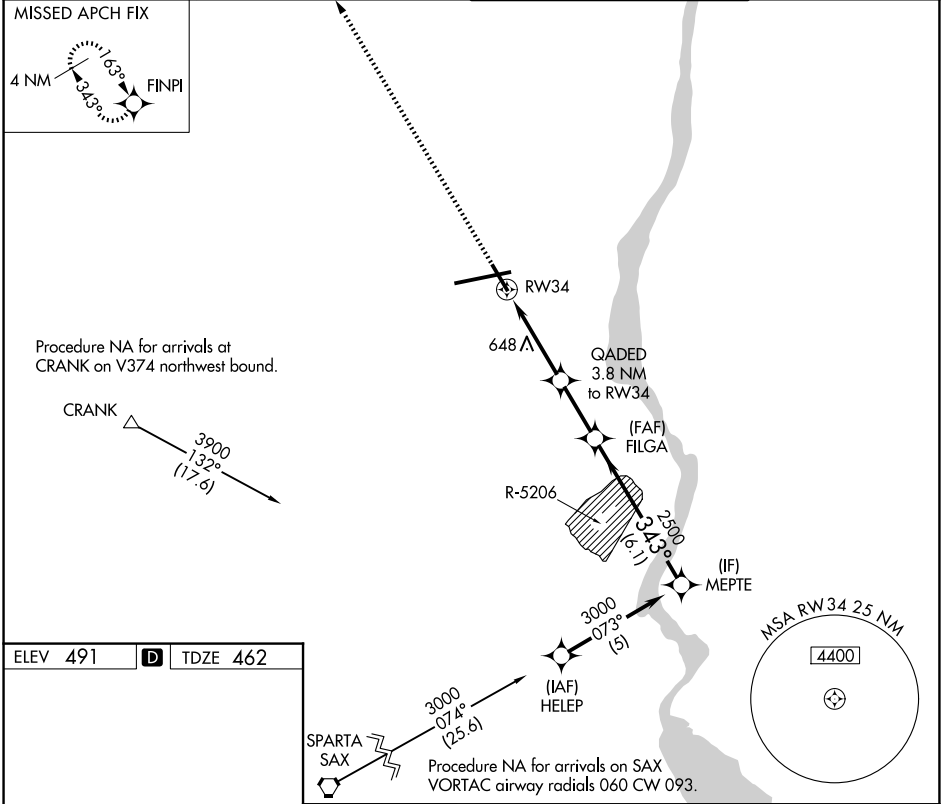 MISSED APCH FIX
4 NM
163°
343°
FINPI
RW34
648
QADED
3.8 NM
to RW34
Procedure NA for arrivals at
CRANK on V374 northwest bound.
CRANK
3900
132°
(17.6)
(FAF)
FILGA
R-5206
2500
343°
(6.1)
(IF)
MEPTE
3000
073°
(5)
(IAF)
HELEP
MSA RW34 25 NM
4400
ELEV 491 D TDZE 462
3000
074°
(25.6)
SPARTA
SAX
Procedure NA for arrivals on SAX
VORTAC airway radials 060 CW 093.